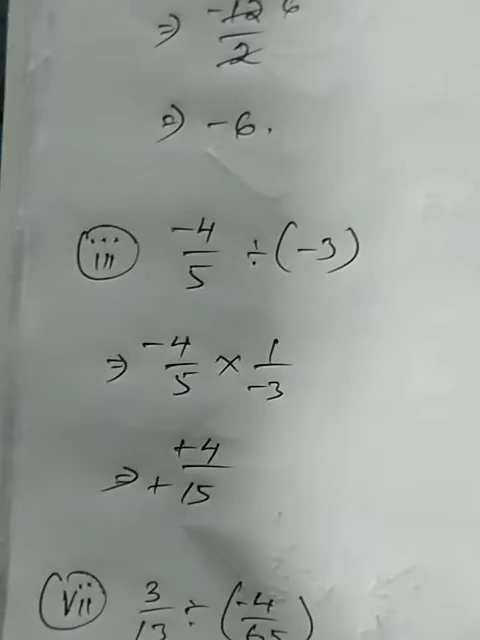 ⇒ -12 6 / 2
⇒ -6.
iii -4/5 ÷ (-3)
⇒ -4/5 × 1/-3
⇒ + +4/15
vii 3/13 ÷ (-4/65)